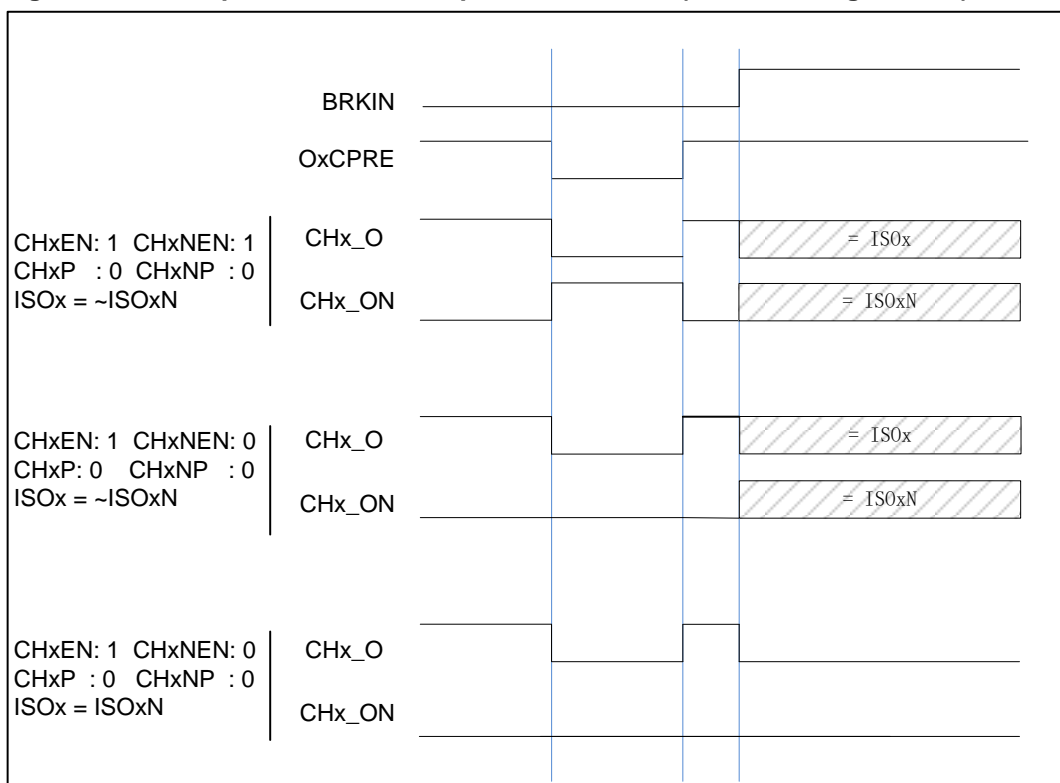 BRKIN
OxCPRE
CHxEN: 1 CHxNEN: 1
CHxP : 0 CHxNP : 0
ISOx = ~ISOxN
CHx_O
= ISOx
CHx_ON
= ISOxN
CHxEN: 1 CHxNEN: 0
CHxP: 0 CHxNP : 0
ISOx = ~ISOxN
CHx_O
= ISOx
CHx_ON
= ISOxN
CHxEN: 1 CHxNEN: 0
CHxP : 0 CHxNP : 0
ISOx = ISOxN
CHx_O
CHx_ON